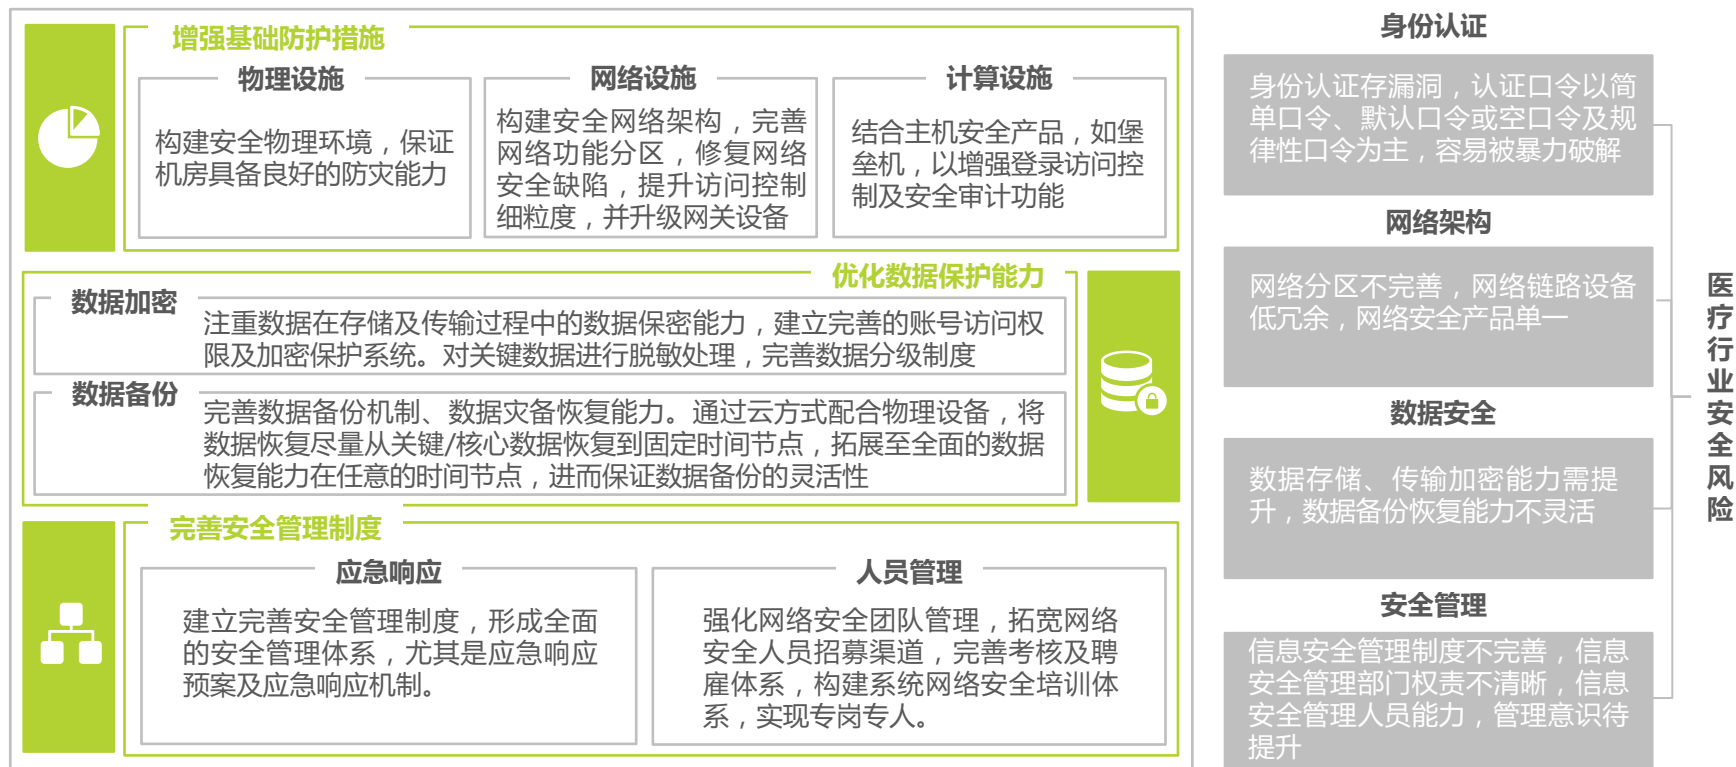 增强基础防护措施
物理设施
构建安全物理环境，保证
机房具备良好的防灾能力
网络设施
构建安全网络架构，完善
网络功能分区，修复网络
安全缺陷，提升访问控制
细粒度，并升级网关设备
计算设施
结合主机安全产品，如堡
垒机，以增强登录访问控
制及安全审计功能
优化数据保护能力
数据加密
注重数据在存储及传输过程中的数据保密能力，建立完善的账号访问权
限及加密保护系统。对关键数据进行脱敏处理，完善数据分级制度
数据备份
完善数据备份机制、数据灾备恢复能力。通过云方式配合物理设备，将
数据恢复尽量从关键/核心数据恢复到固定时间节点，拓展至全面的数据
恢复能力在任意的时间节点，进而保证数据备份的灵活性
完善安全管理制度
应急响应
建立完善安全管理制度，形成全面
的安全管理体系，尤其是应急响应
预案及应急响应机制。
人员管理
强化网络安全团队管理，拓宽网络
安全人员招募渠道，完善考核及聘
雇体系，构建系统网络安全培训体
系，实现专岗专人。
身份认证
身份认证存漏洞，认证口令以简
单口令、默认口令或空口令及规
律性口令为主，容易被暴力破解
网络架构
网络分区不完善，网络链路设备
低冗余，网络安全产品单一
数据安全
数据存储、传输加密能力需提
升，数据备份恢复能力不灵活
安全管理
信息安全管理制度不完善，信息
安全管理部门权责不清晰，信息
安全管理人员能力，管理意识待
提升
医疗行业安全风险